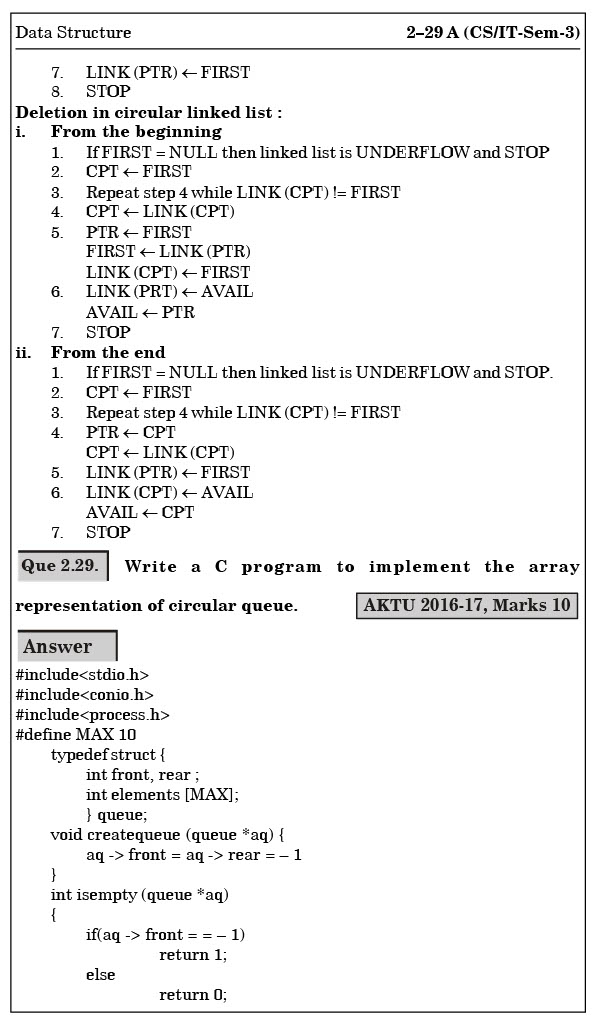 Data Structure 2–29 A (CS/IT-Sem-3)
7. LINK (PTR) ← FIRST
8. STOP
Deletion in circular linked list :
i. From the beginning
1. If FIRST = NULL then linked list is UNDERFLOW and STOP
2. CPT ← FIRST
3. Repeat step 4 while LINK (CPT) != FIRST
4. CPT ← LINK (CPT)
5. PTR ← FIRST
FIRST ← LINK (PTR)
LINK (CPT) ← FIRST
6. LINK (PRT) ← AVAIL
AVAIL ← PTR
7. STOP
ii. From the end
1. If FIRST = NULL then linked list is UNDERFLOW and STOP.
2. CPT ← FIRST
3. Repeat step 4 while LINK (CPT) != FIRST
4. PTR ← CPT
CPT ← LINK (CPT)
5. LINK (PTR) ← FIRST
6. LINK (CPT) ← AVAIL
AVAIL ← CPT
7. STOP
Que 2.29. Write a C program to implement the array
representation of circular queue. AKTU 2016-17, Marks 10
Answer
#include<stdio.h>
#include<conio.h>
#include<process.h>
#define MAX 10
typedef struct {
int front, rear ;
int elements [MAX];
} queue;
void createqueue (queue *aq) {
aq -> front = aq -> rear = – 1
}
int isempty (queue *aq)
{
if(aq -> front = = – 1)
return 1;
else
return 0;